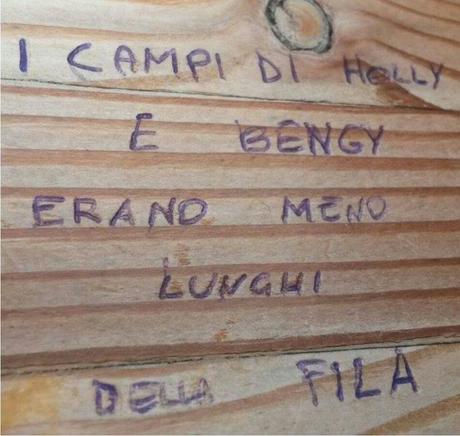 I CAMPI DI HOLLY
E BENGY
ERANO MENO
LUNGHI
DELLA FILA